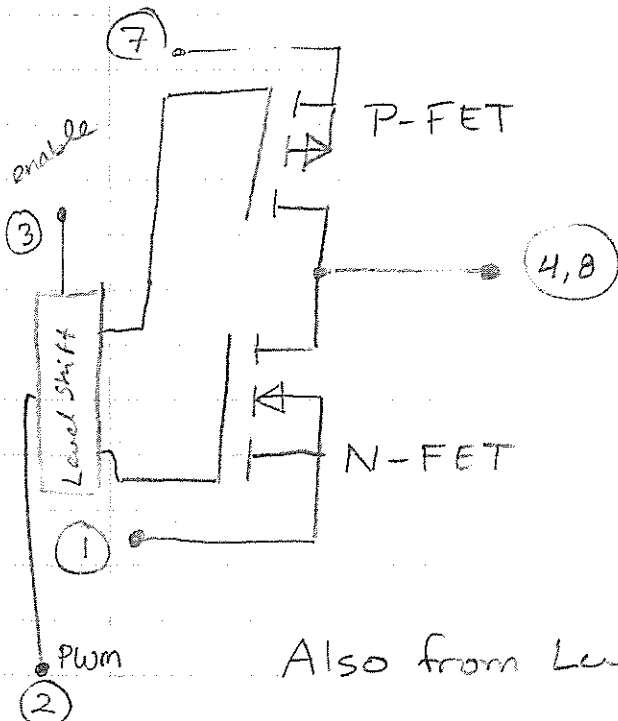 7
P-FET
enable
3
4,8
Level Shift
N-FET
1
PWM
Also from
2